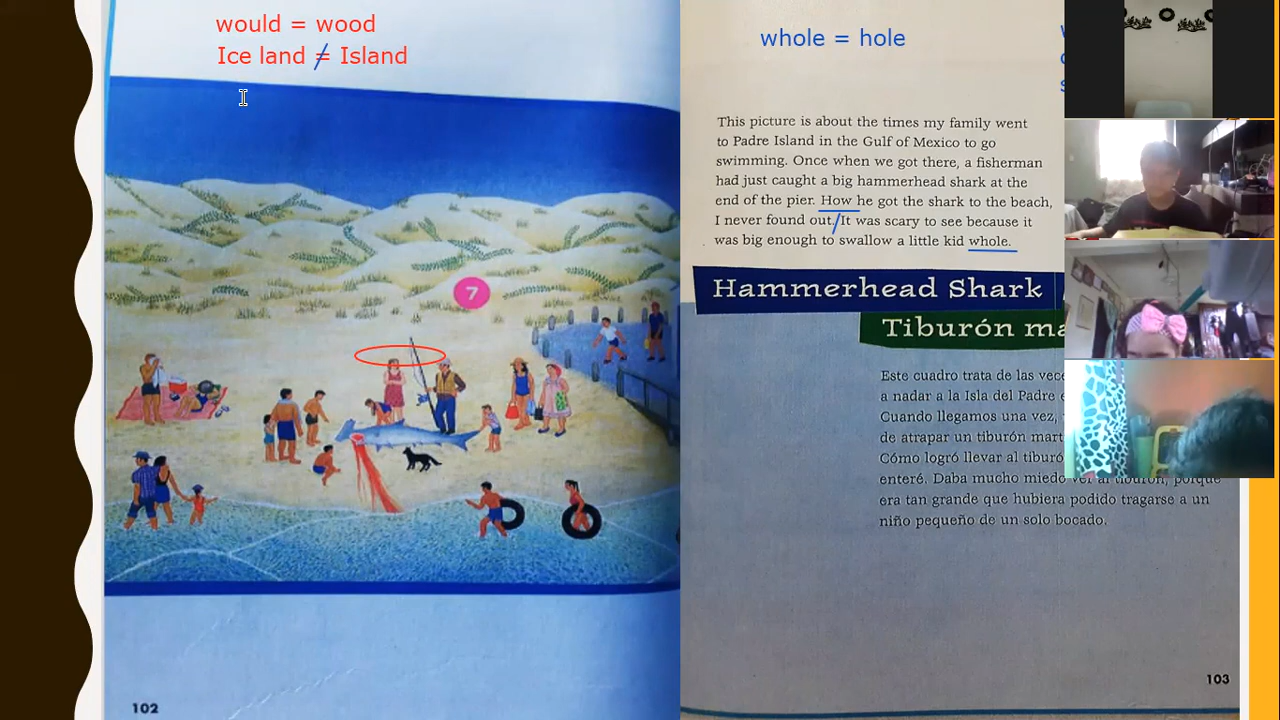 would = wood
Ice land ≠ Island
7
102
whole = hole
This picture is about the times my family went
to Padre Island in the Gulf of Mexico to go
swimming. Once when we got there, a fisherman
had just caught a big hammerhead shark at the
end of the pier. How he got the shark to the beach,
I never found out./It was scary to see because it
was big enough to swallow a little kid whole.
Hammerhead Shark
Tiburón ma
Este cuadro trata de las vece
a nadar a la Isla del Padre e
Cuando llegamos una vez,
de atrapar un tiburón mart
Cómo logró llevar al tiburó
enteré. Daba mucho miedo ver al tiburón, porque
era tan grande que hubiera podido tragarse a un
niño pequeño de un solo bocado.
103